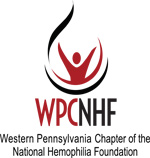 WPCNHF
Western Pennsylvania Chapter of the
National Hemophilia Foundation